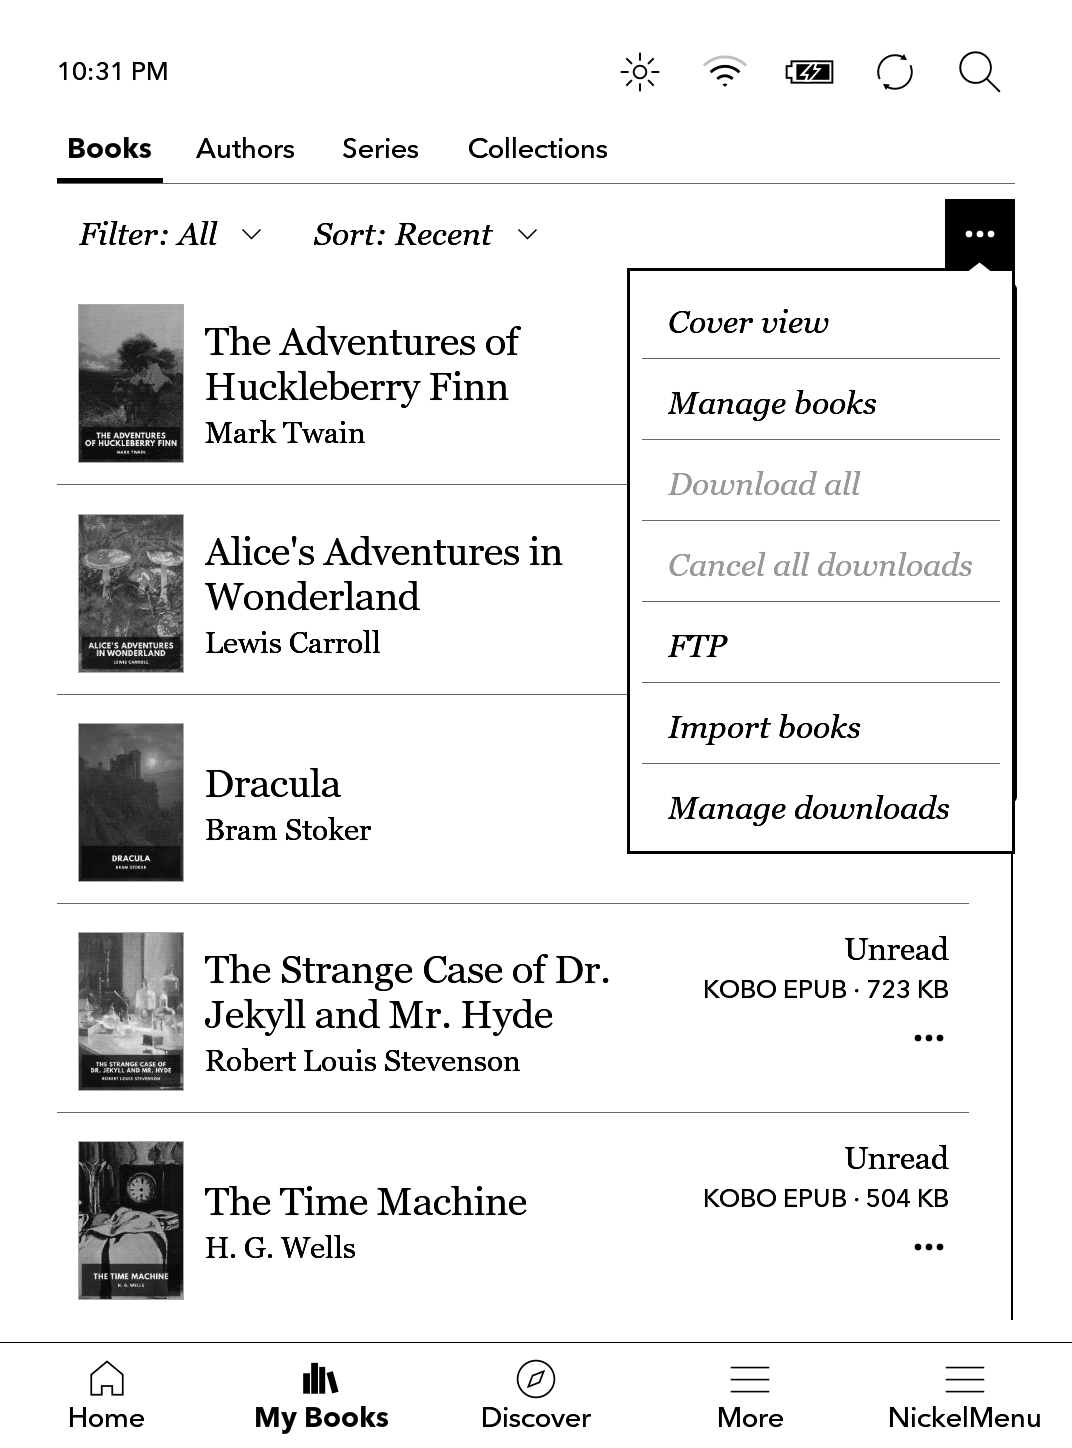 10:31 PM
Books Authors Series Collections
Filter: All Sort: Recent
Cover view
Manage books
Download all
Cancel all downloads
FTP
Import books
Manage downloads
THE ADVENTURES
OF HUCKLEBERRY FINN
MARK TWAIN
The Adventures of
Huckleberry Finn
Mark Twain
ALICE'S ADVENTURES
IN WONDERLAND
LEWIS CARROLL
Alice's Adventures in
Wonderland
Lewis Carroll
DRACULA
BRAM STOKER
Dracula
Bram Stoker
THE STRANGE CASE OF
DR. JEKYLL AND MR. HYDE
ROBERT LOUIS STEVENSON
The Strange Case of Dr.
Jekyll and Mr. Hyde
Robert Louis Stevenson
Unread
KOBO EPUB · 723 KB
THE TIME MACHINE
H. G. WELLS
The Time Machine
H. G. Wells
Unread
KOBO EPUB · 504 KB
Home My Books Discover More NickelMenu